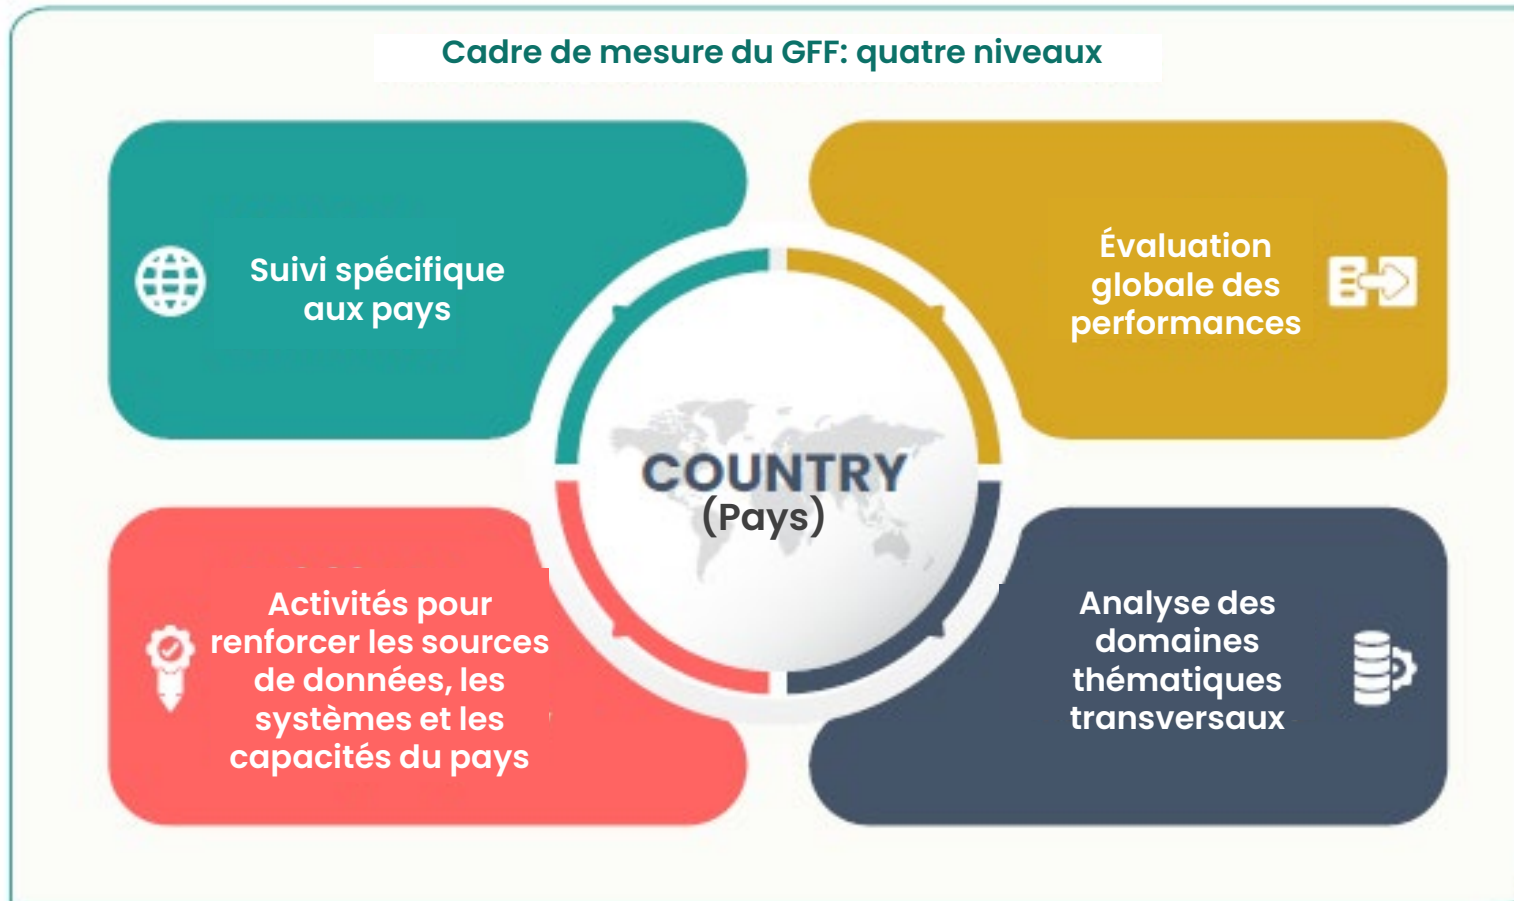 Cadre de mesure du GFF: quatre niveaux
Suivi spécifique
aux pays
Évaluation
globale des
performances
COUNTRY
(Pays)
Activités pour
renforcer les sources
de données, les
systèmes et les
capacités du pays
Analyse des
domaines
thématiques
transversaux